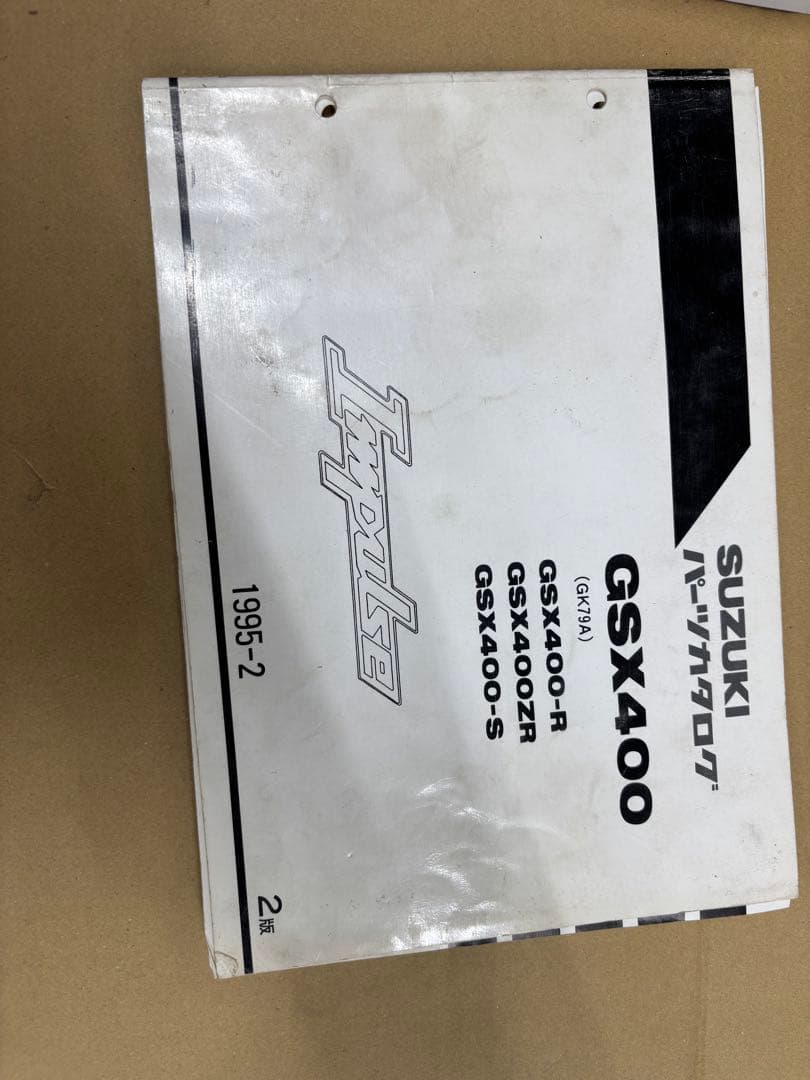 SUZUKI
パーツカタログ
GSX400
(GK79A)
GSX400-R
GSX400ZR
GSX400-S
Impulse
1995-2
2版